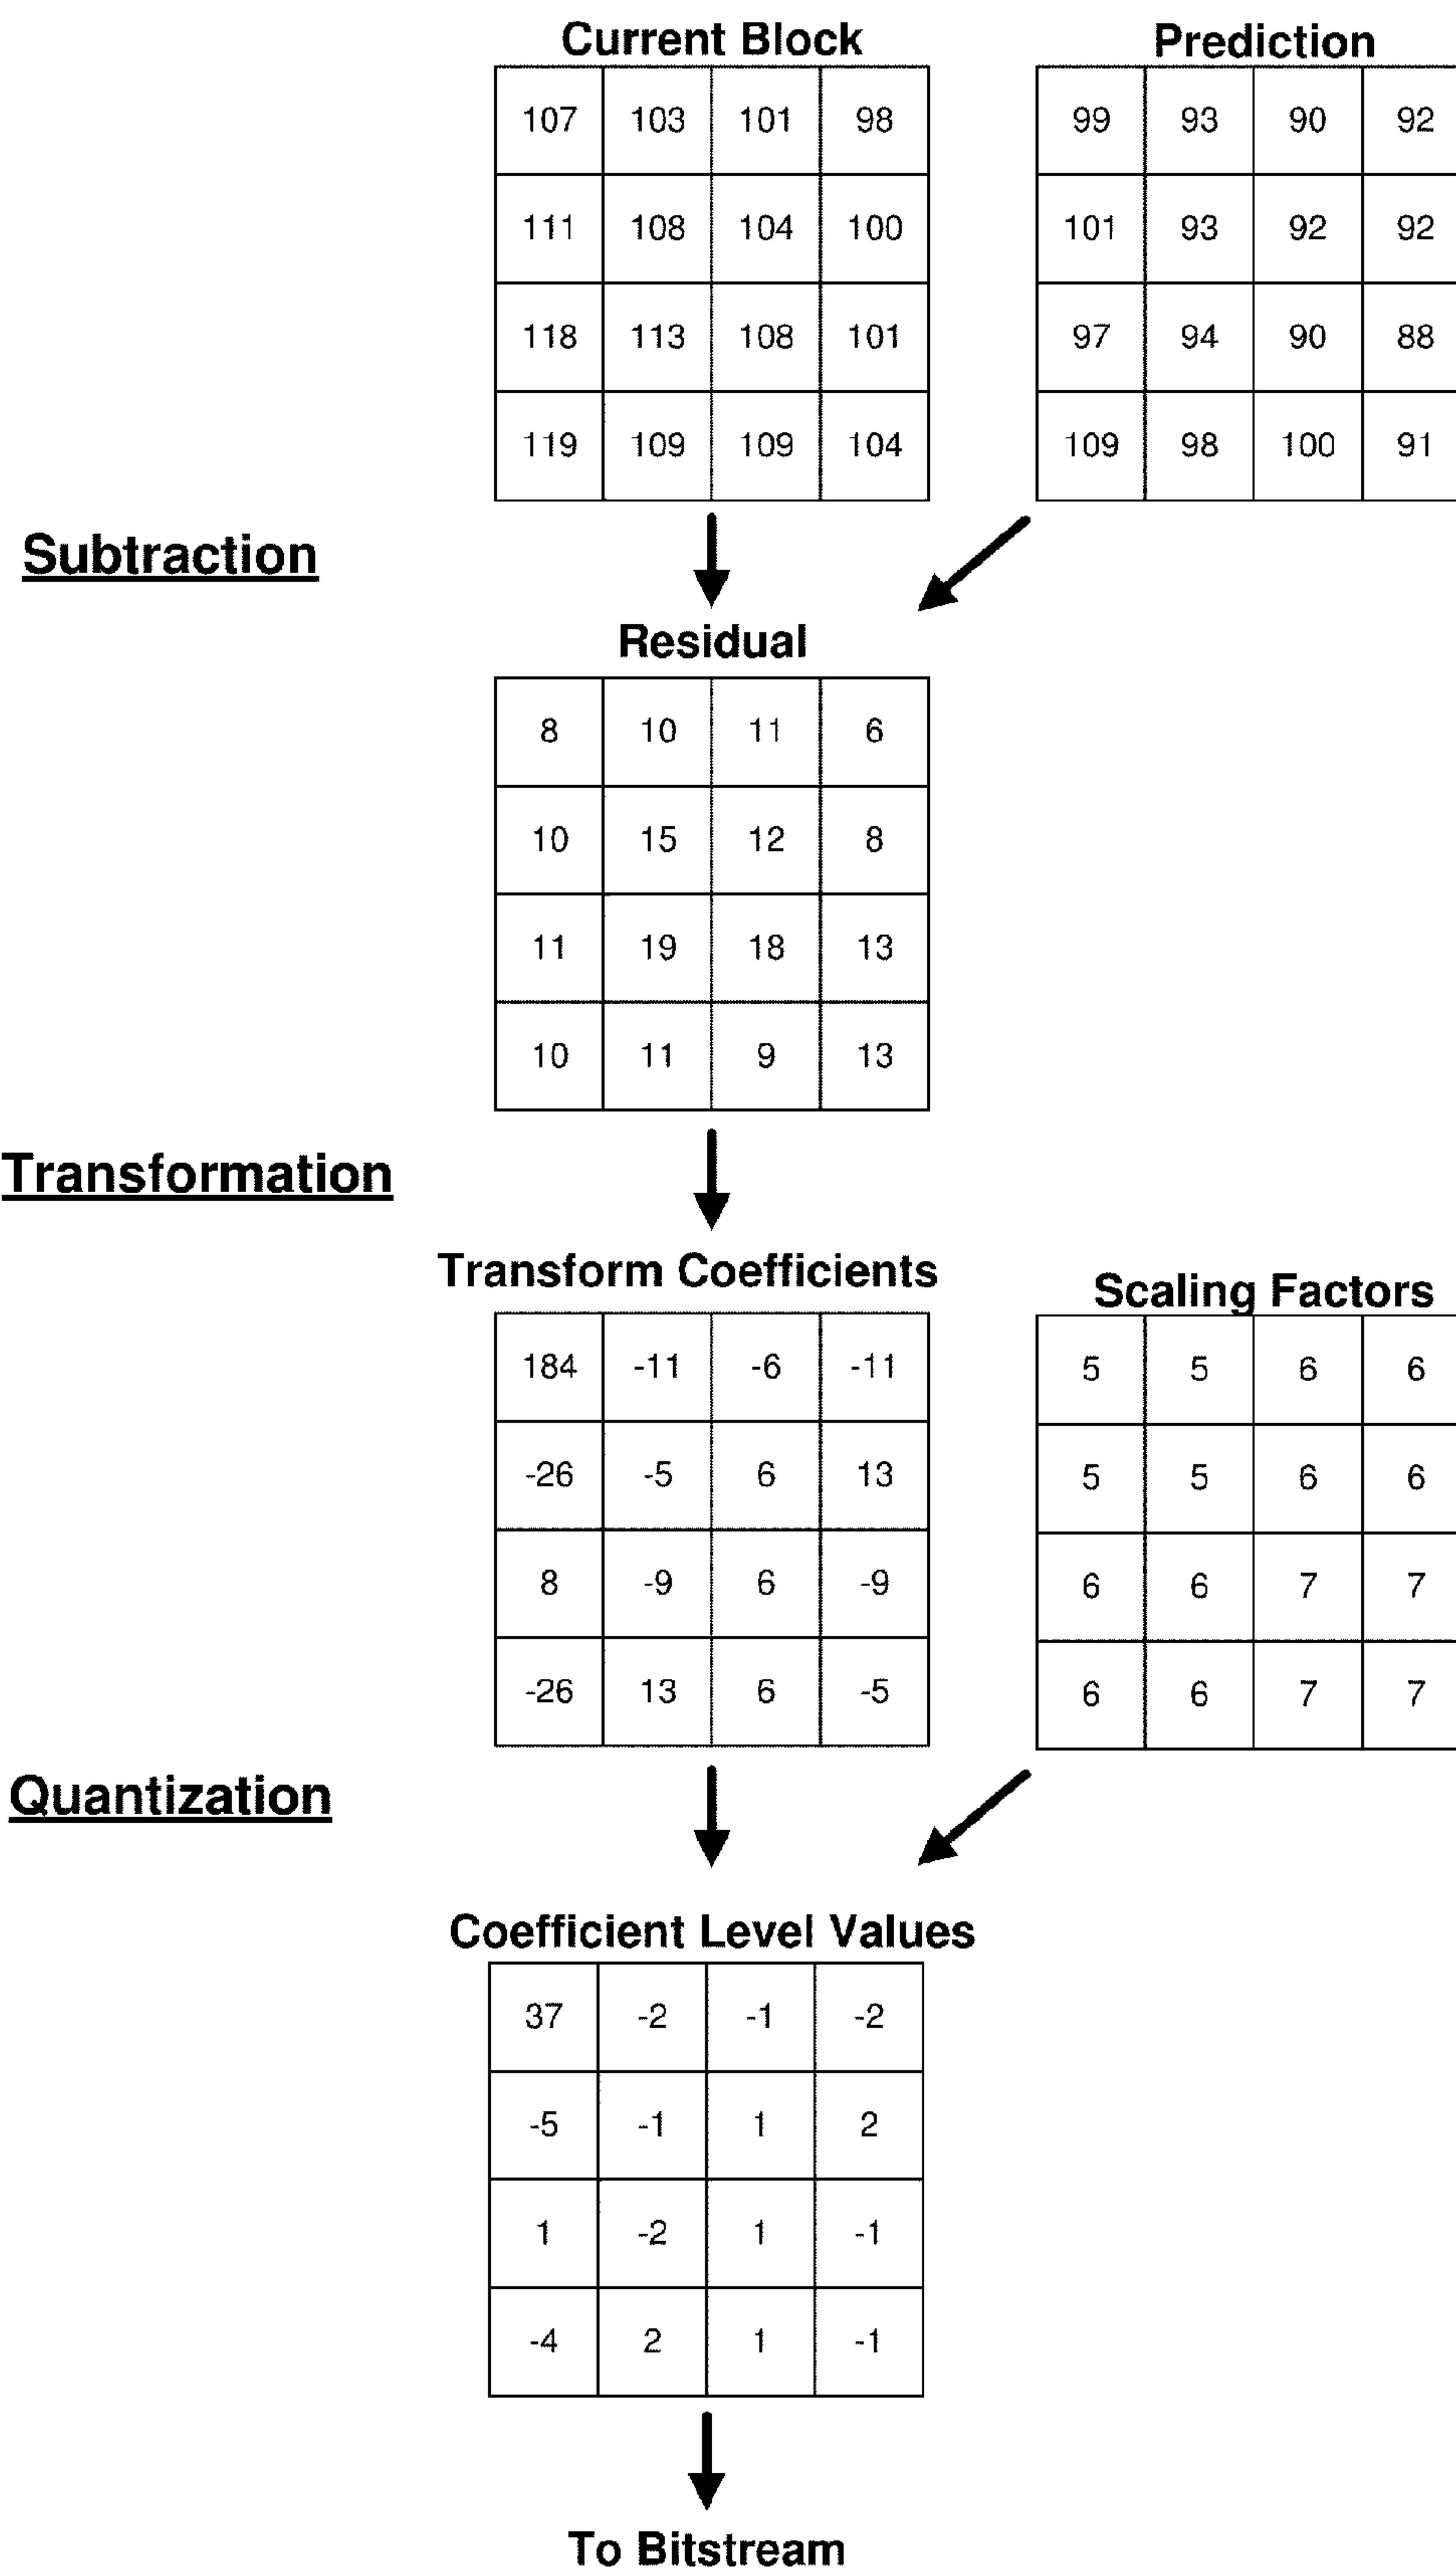 Current Block
Prediction
107 103 101 98
99 93 90 92
111 108 104 100
101 93 92 92
118 113 108 101
97 94 90 88
119 109 109 104
109 98 100 91
Subtraction
Residual
8 10 11 6
10 15 12 8
11 19 18 13
10 11 9 13
Transformation
Transform Coefficients
Scaling Factors
184 -11 -6 -11
5 5 6 6
-26 -5 6 13
5 5 6 6
8 -9 6 -9
6 6 7 7
-26 13 6 -5
6 6 7 7
Quantization
Coefficient Level Values
37 -2 -1 -2
-5 -1 1 2
1 -2 1 -1
-4 2 1 -1
To Bitstream